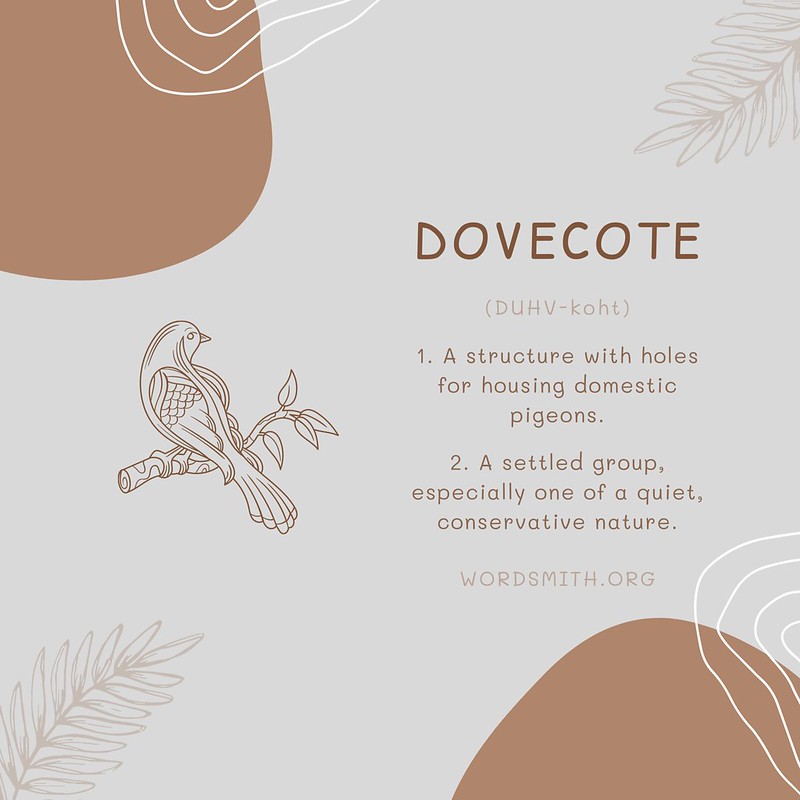 DOVECOTE
(DUHV-koht)
1. A structure with holes
for housing domestic
pigeons.
2. A settled group,
especially one of a quiet,
conservative nature.
WORDSMITH.ORG